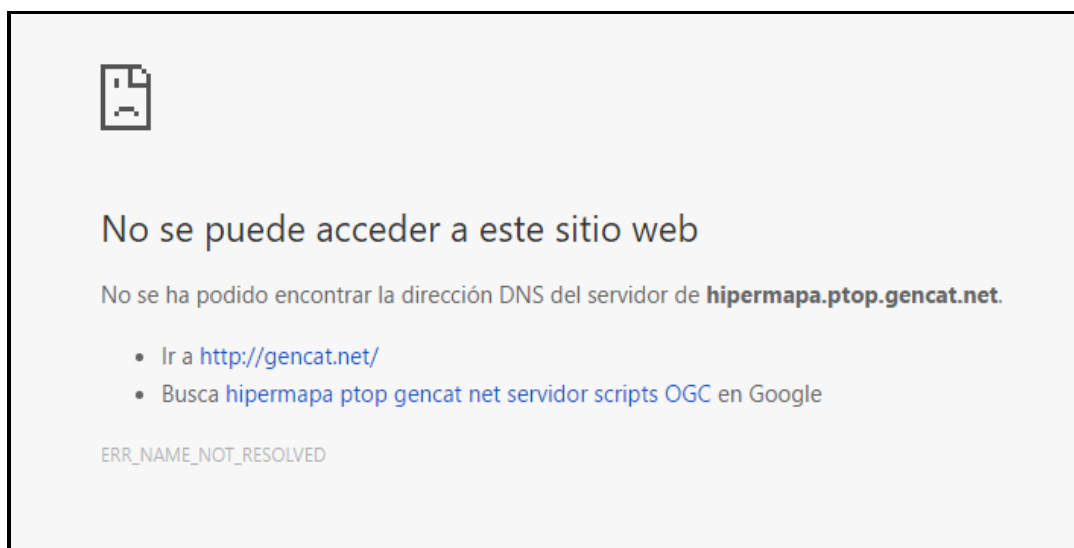 No se puede acceder a este sitio web
No se ha podido encontrar la dirección DNS del servidor de hipermapa.ptop.gencat.net.
• Ir a http://gencat.net/
• Busca hipermapa ptop gencat net servidor scripts OGC en Google
ERR_NAME_NOT_RESOLVED